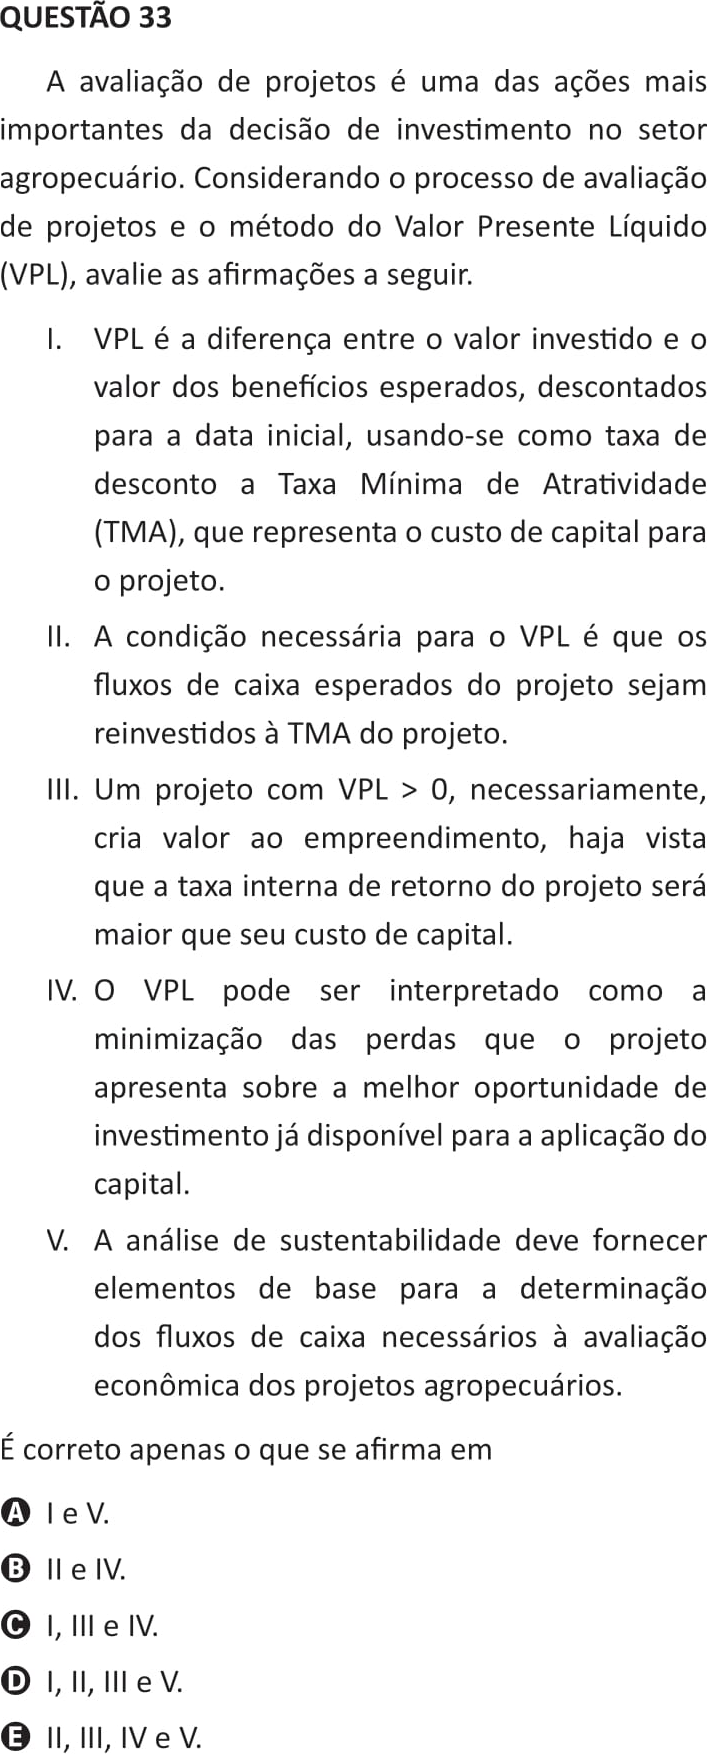 QUESTÃO 33
A avaliação de projetos é uma das ações mais
importantes da decisão de investimento no setor
agropecuário. Considerando o processo de avaliação
de projetos e o método do Valor Presente Líquido
(VPL), avalie as afirmações a seguir.
I. VPL é a diferença entre o valor investido e o
valor dos benefícios esperados, descontados
para a data inicial, usando-se como taxa de
desconto a Taxa Mínima de Atratividade
(TMA), que representa o custo de capital para
o projeto.
II. A condição necessária para o VPL é que os
fluxos de caixa esperados do projeto sejam
reinvestidos à TMA do projeto.
III. Um projeto com VPL > 0, necessariamente,
cria valor ao empreendimento, haja vista
que a taxa interna de retorno do projeto será
maior que seu custo de capital.
IV. O VPL pode ser interpretado como a
minimização das perdas que o projeto
apresenta sobre a melhor oportunidade de
investimento já disponível para a aplicação do
capital.
V. A análise de sustentabilidade deve fornecer
elementos de base para a determinação
dos fluxos de caixa necessários à avaliação
econômica dos projetos agropecuários.
É correto apenas o que se afirma em
A I e V.
B II e IV.
C I, III e IV.
D I, II, III e V.
E II, III, IV e V.